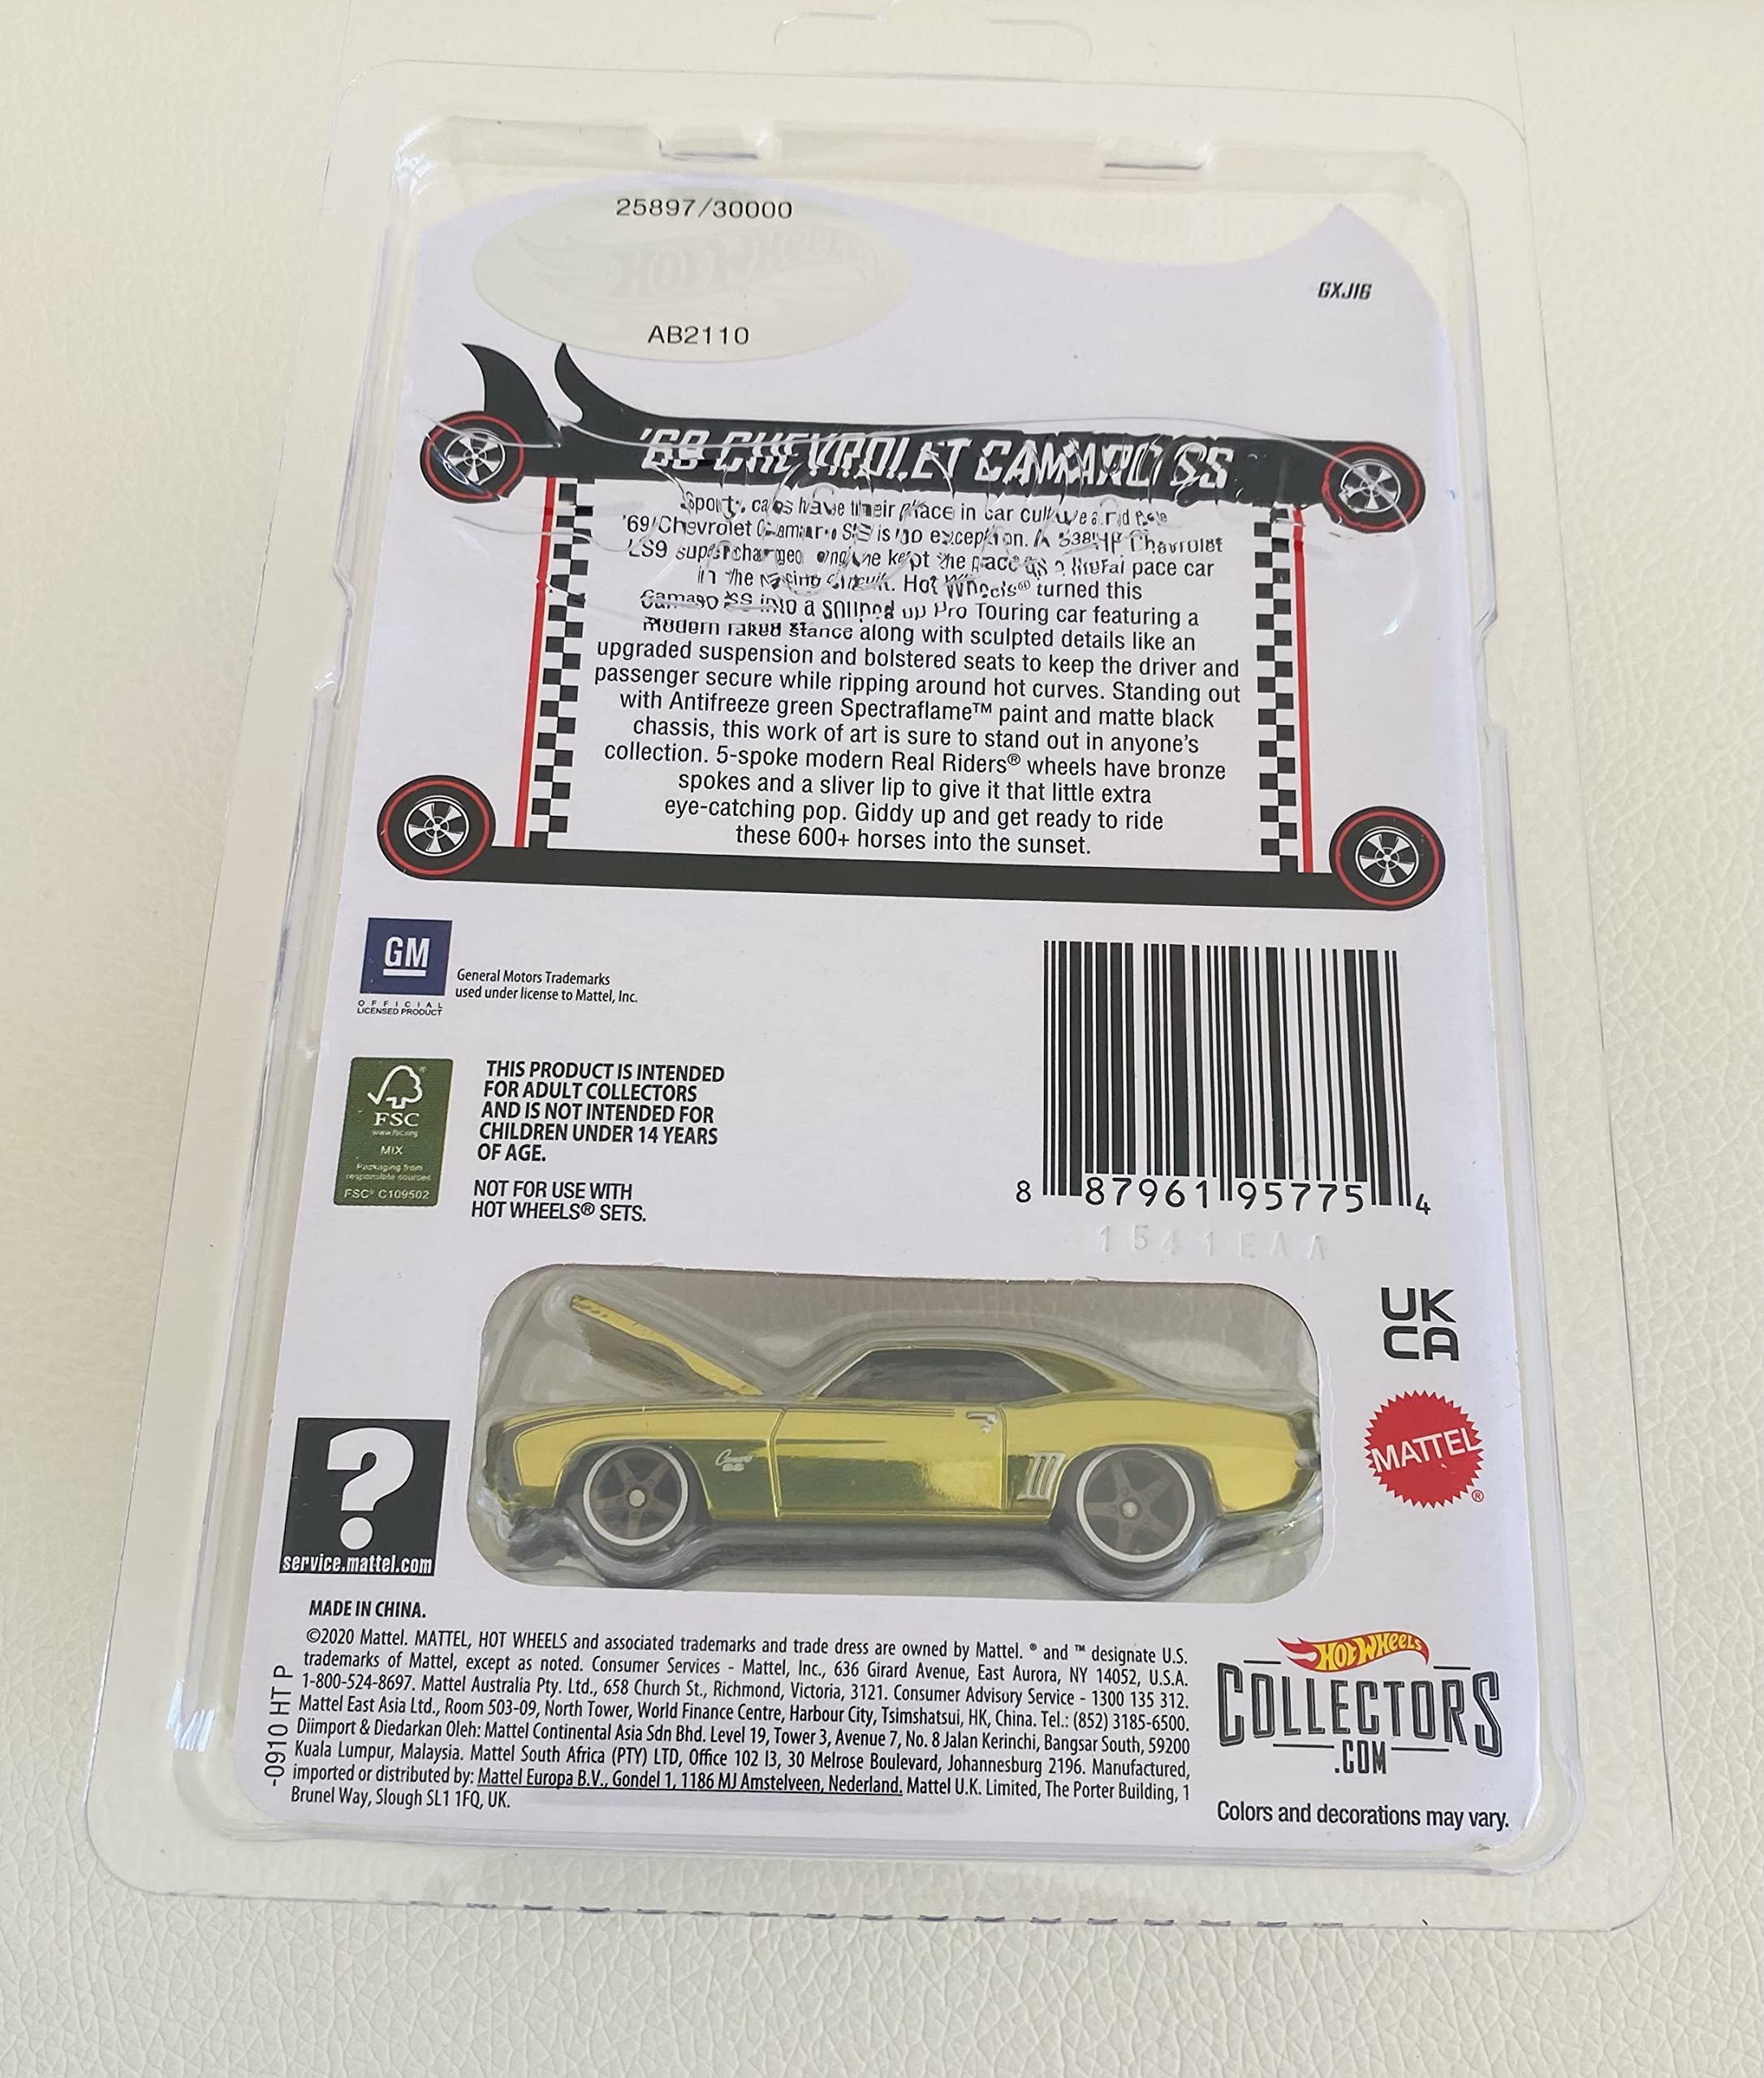 25897/30000
HOT WHEELS
AB2110
GXJ16
'69 CHEVROLET CAMARO SS
Sports cars have their place in car culture and the
'69 Chevrolet Camaro SS is no exception. A 638HP Chevrolet
LS9 supercharged engine kept the pace as a literal pace car
in the racing circuit. Hot Wheels® turned this
Camaro SS into a souped up Pro Touring car featuring a
modern raked stance along with sculpted details like an
upgraded suspension and bolstered seats to keep the driver and
passenger secure while ripping around hot curves. Standing out
with Antifreeze green Spectraflame™ paint and matte black
chassis, this work of art is sure to stand out in anyone's
collection. 5-spoke modern Real Riders® wheels have bronze
spokes and a sliver lip to give it that little extra
eye-catching pop. Giddy up and get ready to ride
these 600+ horses into the sunset.
GM
OFFICIAL
LICENSED PRODUCT
General Motors Trademarks
used under license to Mattel, Inc.
FSC
www.fsc.org
MIX
Packaging from
responsible sources
FSC® C109502
THIS PRODUCT IS INTENDED
FOR ADULT COLLECTORS
AND IS NOT INTENDED FOR
CHILDREN UNDER 14 YEARS
OF AGE.
NOT FOR USE WITH
HOT WHEELS® SETS.
8 87961 95775 4
1541EAA
UK
CA
Camaro
SS
MATTEL®
?
service.mattel.com
MADE IN CHINA.
©2020 Mattel. MATTEL, HOT WHEELS and associated trademarks and trade dress are owned by Mattel. ® and ™ designate U.S.
trademarks of Mattel, except as noted. Consumer Services - Mattel, Inc., 636 Girard Avenue, East Aurora, NY 14052, U.S.A.
1-800-524-8697. Mattel Australia Pty. Ltd., 658 Church St., Richmond, Victoria, 3121. Consumer Advisory Service - 1300 135 312.
Mattel East Asia Ltd., Room 503-09, North Tower, World Finance Centre, Harbour City, Tsimshatsui, HK, China. Tel.: (852) 3185-6500.
Diimport & Diedarkan Oleh: Mattel Continental Asia Sdn Bhd. Level 19, Tower 3, Avenue 7, No. 8 Jalan Kerinchi, Bangsar South, 59200
Kuala Lumpur, Malaysia. Mattel South Africa (PTY) LTD, Office 102 I3, 30 Melrose Boulevard, Johannesburg 2196. Manufactured,
imported or distributed by: Mattel Europa B.V., Gondel 1, 1186 MJ Amstelveen, Nederland. Mattel U.K. Limited, The Porter Building, 1
Brunel Way, Slough SL1 1FQ, UK.
-0910 HT P
Hot Wheels
COLLECTORS
.COM
Colors and decorations may vary.